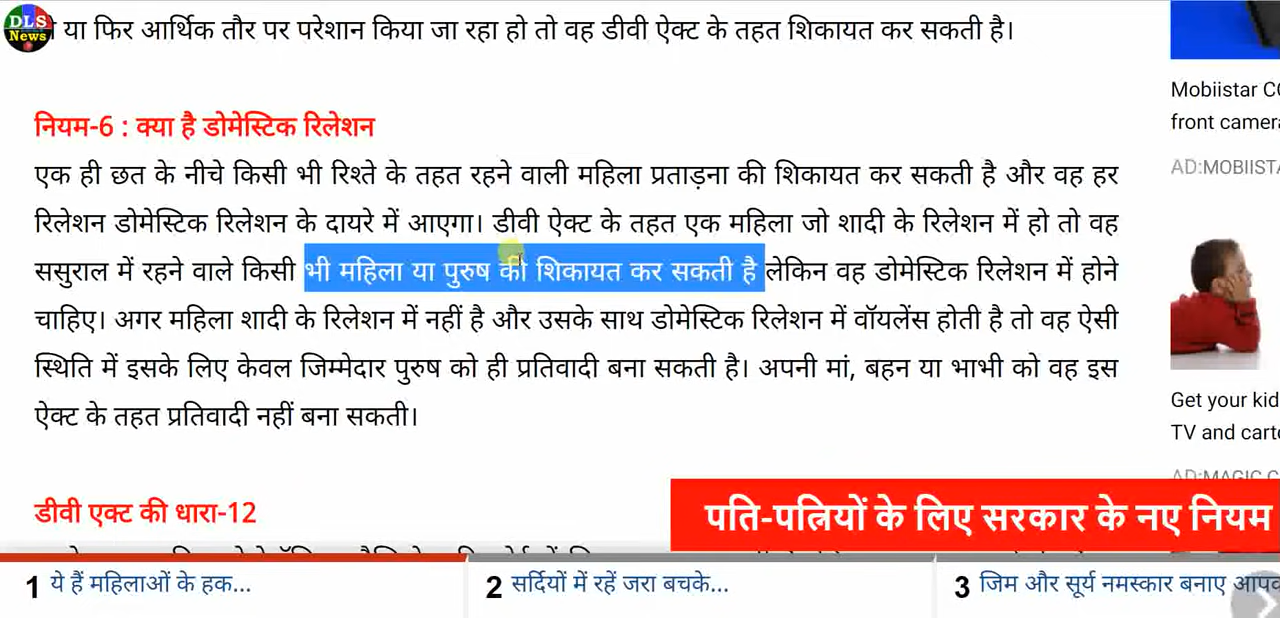 DLS
News
या फिर आर्थिक तौर पर परेशान किया जा रहा हो तो वह डीवी ऐक्ट के तहत शिकायत कर सकती है।
नियम-6 : क्या है डोमेस्टिक रिलेशन
एक ही छत के नीचे किसी भी रिश्ते के तहत रहने वाली महिला प्रताड़ना की शिकायत कर सकती है और वह हर
रिलेशन डोमेस्टिक रिलेशन के दायरे में आएगा। डीवी ऐक्ट के तहत एक महिला जो शादी के रिलेशन में हो तो वह
ससुराल में रहने वाले किसी भी महिला या पुरुष की शिकायत कर सकती है लेकिन वह डोमेस्टिक रिलेशन में होने
चाहिए। अगर महिला शादी के रिलेशन में नहीं है और उसके साथ डोमेस्टिक रिलेशन में वॉयलेंस होती है तो वह ऐसी
स्थिति में इसके लिए केवल जिम्मेदार पुरुष को ही प्रतिवादी बना सकती है। अपनी मां, बहन या भाभी को वह इस
ऐक्ट के तहत प्रतिवादी नहीं बना सकती।
डीवी एक्ट की धारा-12
पति-पत्नियों के लिए सरकार के नए नियम
1 ये हैं महिलाओं के हक...
2 सर्दियों में रहें जरा बचके...
3 जिम और सूर्य नमस्कार बनाए
Mobiistar
front camera
AD:
Get your kid
TV and
AD:MAGIC